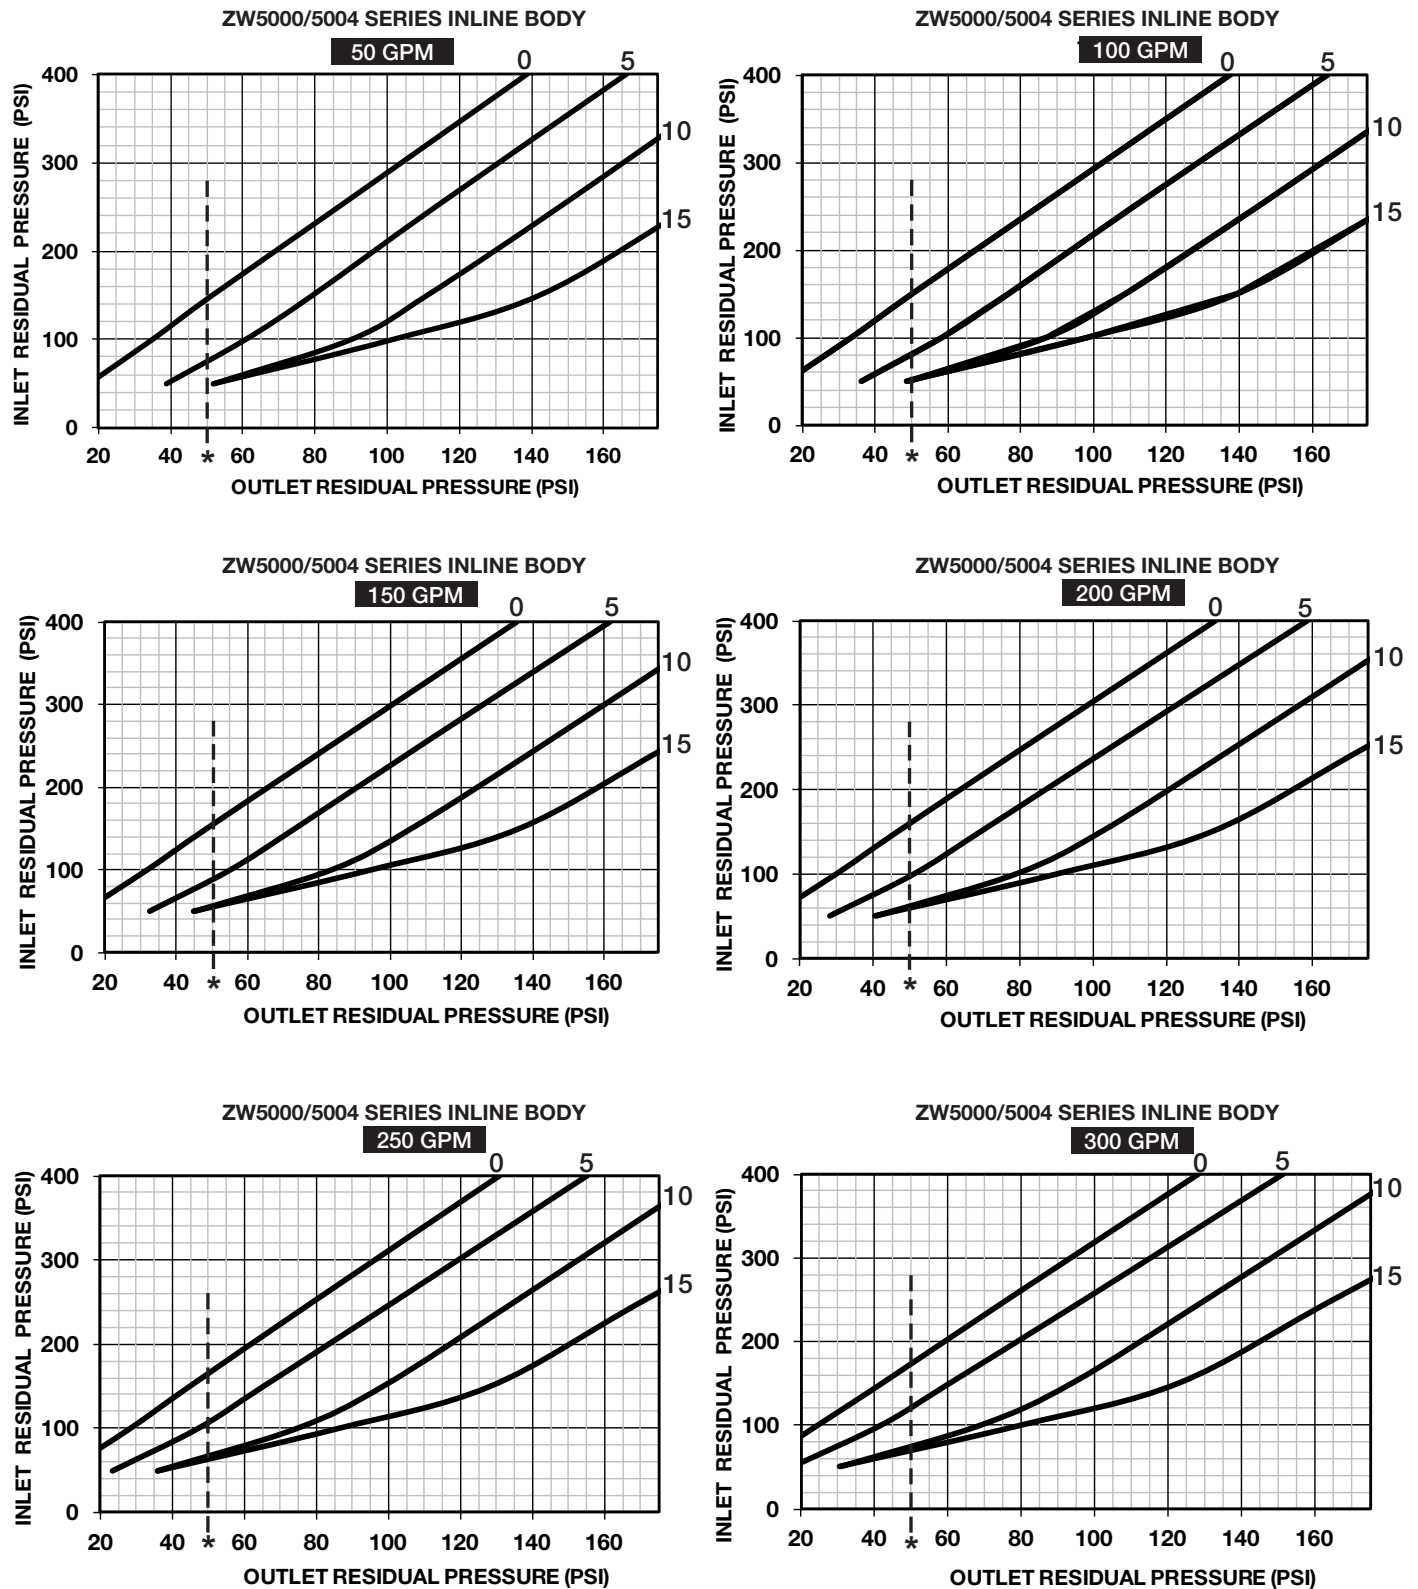 ZW5000/5004 SERIES INLINE BODY
50 GPM
0
5
10
15
INLET RESIDUAL PRESSURE (PSI)
400
300
200
100
0
20 40 * 60 80 100 120 140 160
OUTLET RESIDUAL PRESSURE (PSI)
ZW5000/5004 SERIES INLINE BODY
100 GPM
0
5
10
15
INLET RESIDUAL PRESSURE (PSI)
400
300
200
100
0
20 40 * 60 80 100 120 140 160
OUTLET RESIDUAL PRESSURE (PSI)
ZW5000/5004 SERIES INLINE BODY
150 GPM
0
5
10
15
INLET RESIDUAL PRESSURE (PSI)
400
300
200
100
0
20 40 * 60 80 100 120 140 160
OUTLET RESIDUAL PRESSURE (PSI)
ZW5000/5004 SERIES INLINE BODY
200 GPM
0
5
10
15
INLET RESIDUAL PRESSURE (PSI)
400
300
200
100
0
20 40 * 60 80 100 120 140 160
OUTLET RESIDUAL PRESSURE (PSI)
ZW5000/5004 SERIES INLINE BODY
250 GPM
0
5
10
15
INLET RESIDUAL PRESSURE (PSI)
400
300
200
100
0
20 40 * 60 80 100 120 140 160
OUTLET RESIDUAL PRESSURE (PSI)
ZW5000/5004 SERIES INLINE BODY
300 GPM
0
5
10
15
INLET RESIDUAL PRESSURE (PSI)
400
300
200
100
0
20 40 * 60 80 100 120 140 160
OUTLET RESIDUAL PRESSURE (PSI)